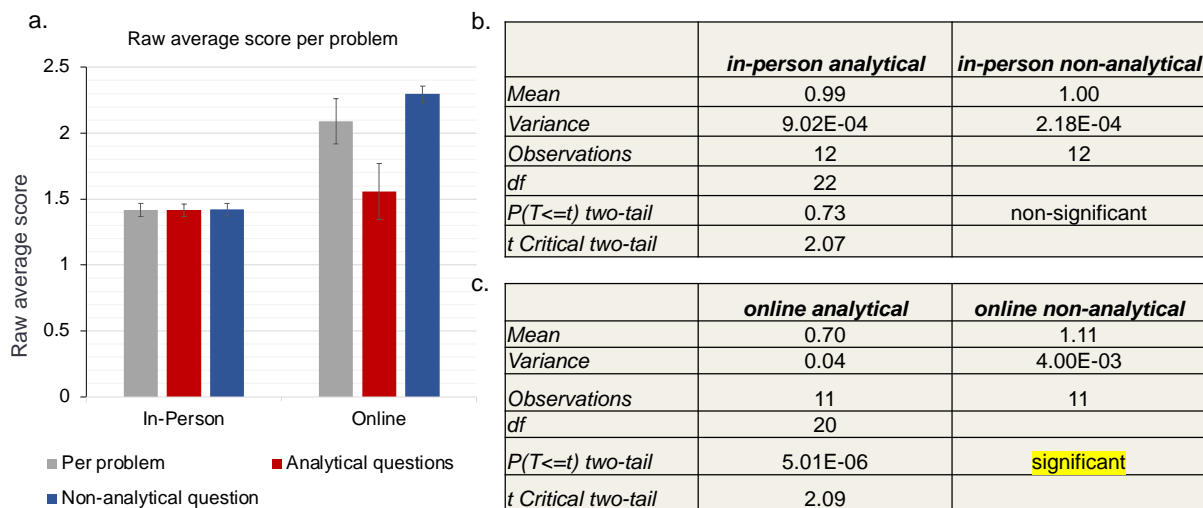 a.
Raw average score per problem
2.5
2
1.5
1
0.5
0
Raw average score
In-Person
Online
Per problem
Analytical questions
Non-analytical question
b.
in-person analytical in-person non-analytical
Mean 0.99 1.00
Variance 9.02E-04 2.18E-04
Observations 12 12
df 22
P(T<=t) two-tail 0.73 non-significant
t Critical two-tail 2.07
c.
online analytical online non-analytical
Mean 0.70 1.11
Variance 0.04 4.00E-03
Observations 11 11
df 20
P(T<=t) two-tail 5.01E-06 significant
t Critical two-tail 2.09